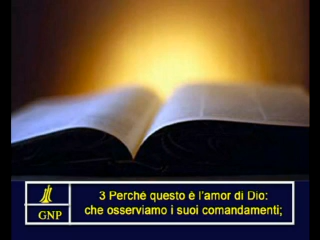 3 Perché questo è l'amor di Dio:
che osserviamo i suoi comandamenti;
GNP